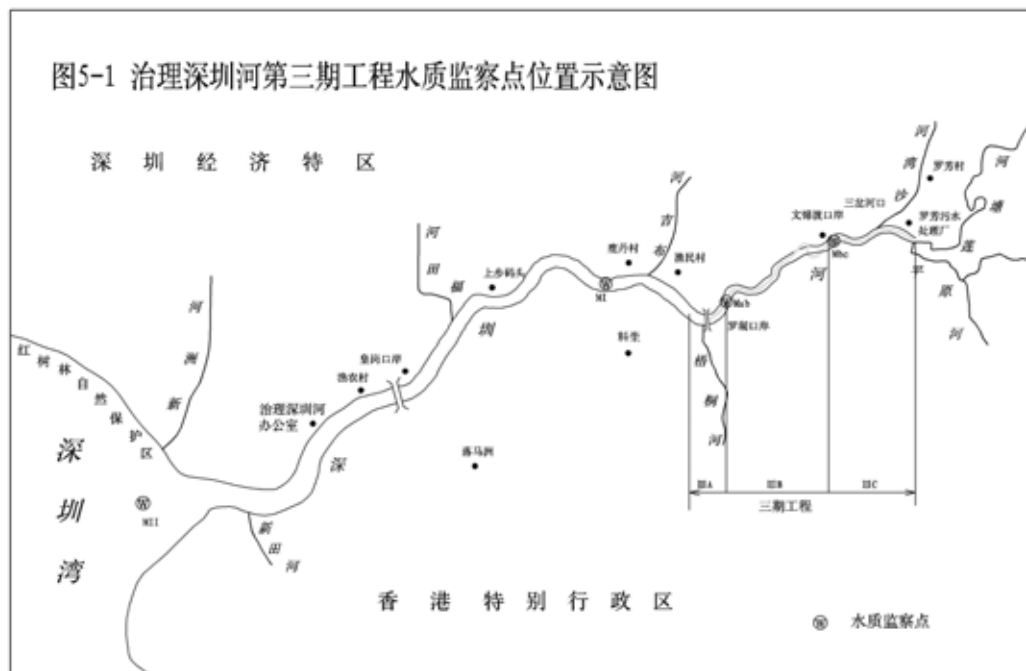 图5-1 治理深圳河第三期工程水质监察点位置示意图
深圳经济特区
河湾沙
罗芳村
河塘莲
三岔河口
文锦渡口岸
罗芳污水
处理厂
Mbc
平原河
河吉布
鹿丹村
渔民村
河田福
上步码头
MI
Mab
罗湖口岸
河
圳
深
料坐
梧桐河
河洲新
皇岗口岸
渔农村
治理深圳河
办公室
落马洲
红树林自然保护区
深圳湾
MII
新田河
ⅢA
ⅢB
ⅢC
三期工程
香港特别行政区
水质监察点